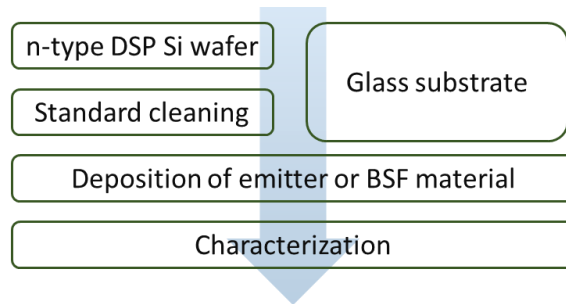 n-type DSP Si wafer
Glass substrate
Standard cleaning
Deposition of emitter or BSF material
Characterization